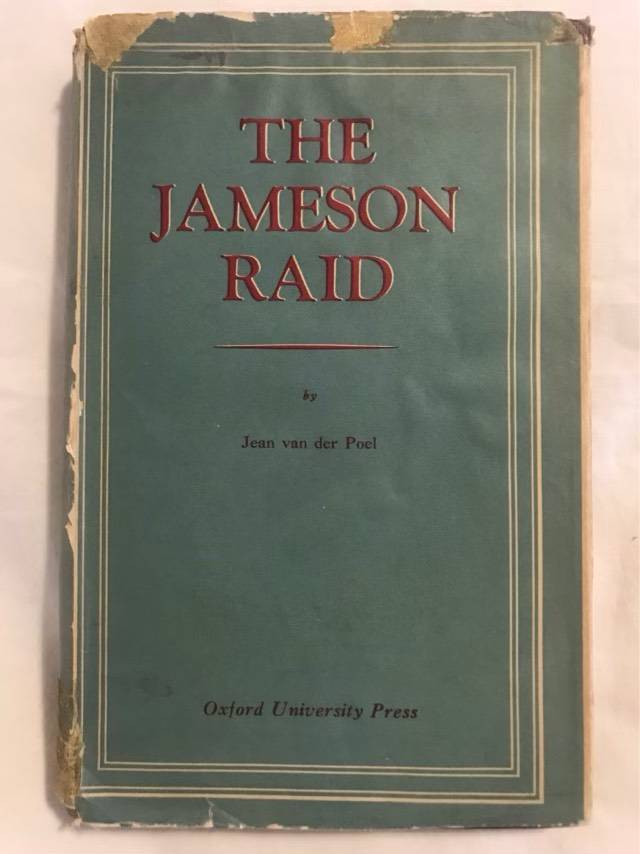 THE
JAMESON
RAID
by
Jean van der Poel
Oxford University Press